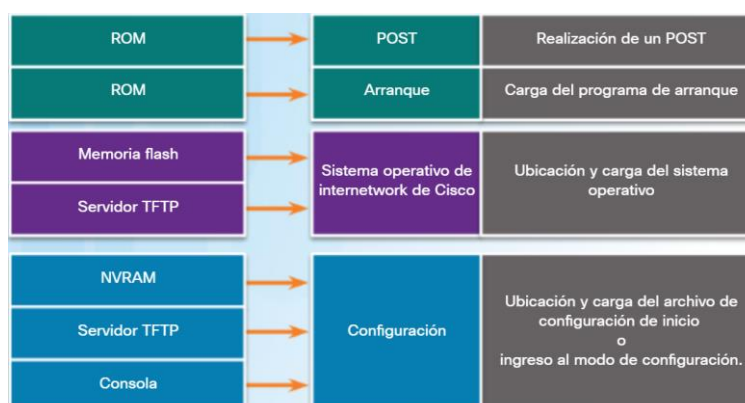 ROM
POST
Realización de un POST
ROM
Arranque
Carga del programa de arranque
Memoria flash
Servidor TFTP
Sistema operativo de
internetwork de Cisco
Ubicación y carga del sistema
operativo
NVRAM
Servidor TFTP
Consola
Configuración
Ubicación y carga del archivo de
configuración de inicio
o
ingreso al modo de configuración.